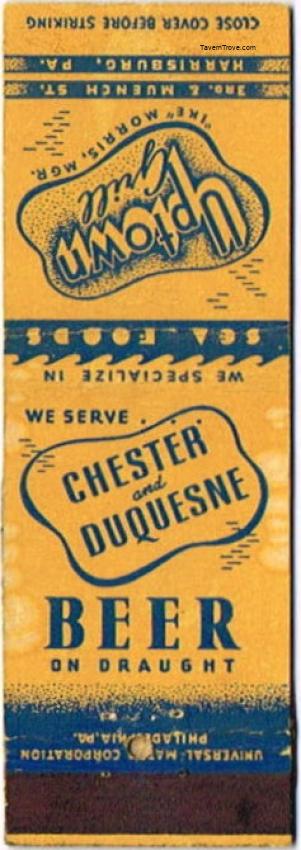 CLOSE COVER BEFORE STRIKING
TavernTrove.com
HARRISBURG, PA.
3RD. & MUENCH ST.
"IKE" MORRIS, MGR.
Uptown
Grill
SEA FOODS
WE SPECIALIZE IN
WE SERVE . . .
CHESTER
and
DUQUESNE
BEER
ON DRAUGHT
PHILADELPHIA, PA.
UNIVERSAL MATCH CORPORATION